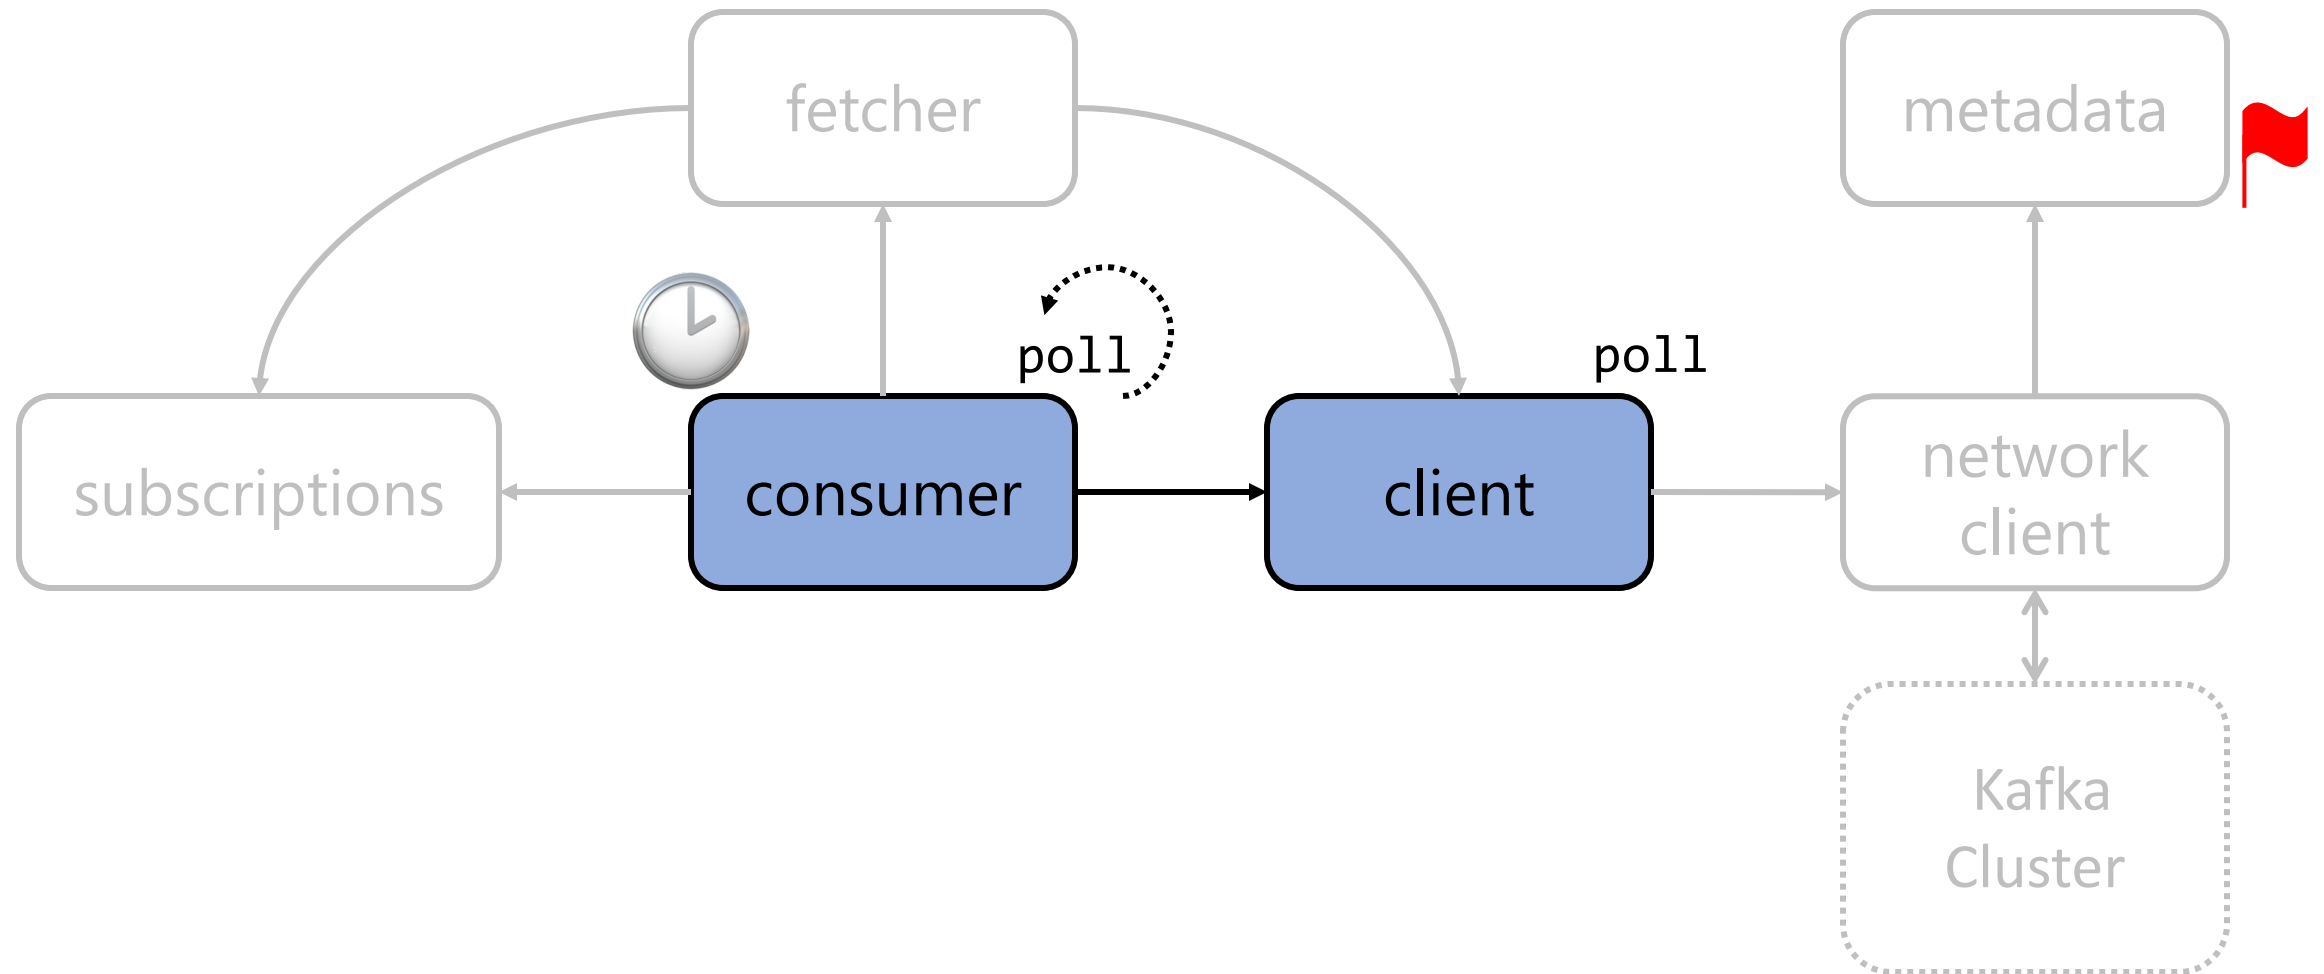 fetcher
metadata
poll
poll
subscriptions
consumer
client
network
client
Kafka
Cluster